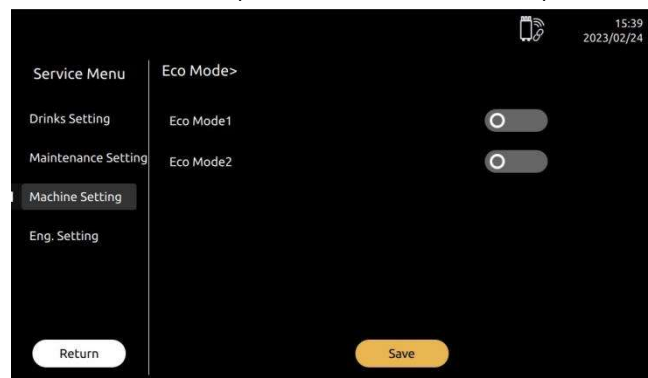 15:39
2023/02/24
Service Menu
Eco Mode>
Drinks Setting
Eco Mode1
Maintenance Setting
Eco Mode2
Machine Setting
Eng. Setting
Return
Save